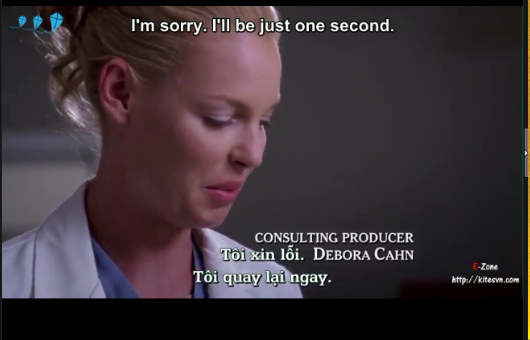 I'm sorry. I'll be just one second.
CONSULTING PRODUCER
Tôi xin lỗi. DEBORA CAHN
Tôi quay lại ngay.
E-Zone
http://kitesvn.com